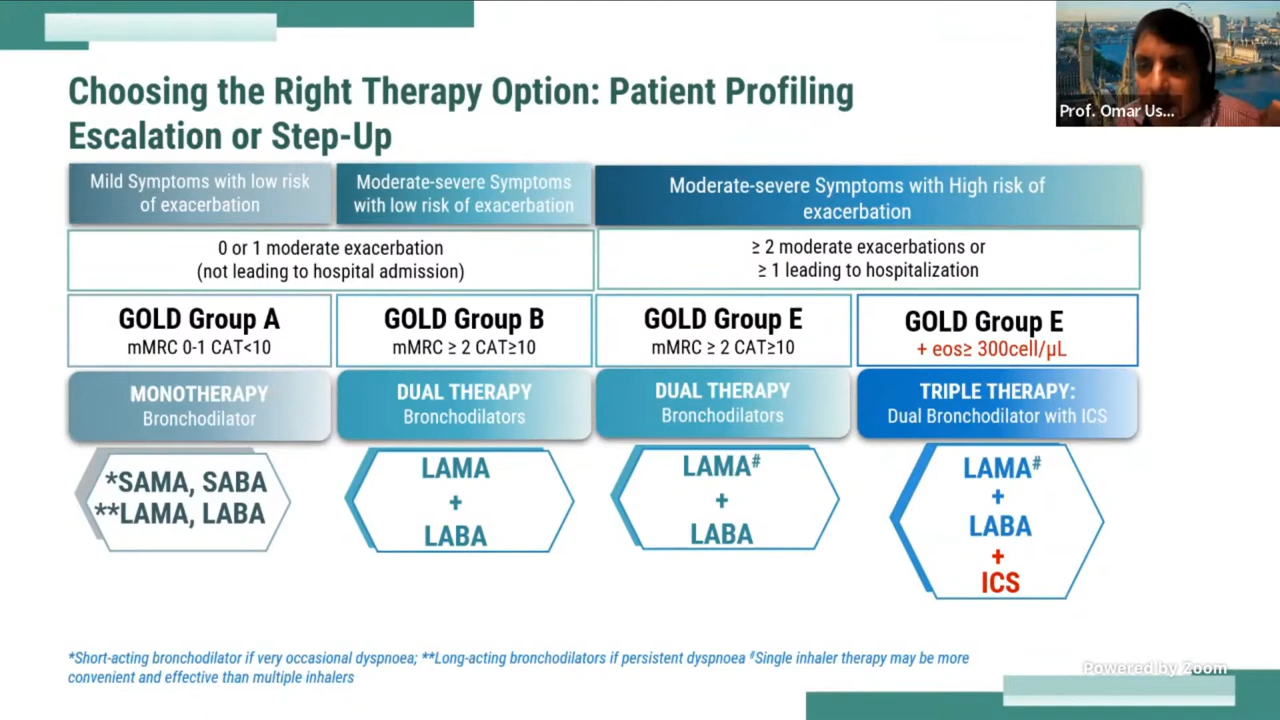 Choosing the Right Therapy Option: Patient Profiling
Escalation or Step-Up
Prof. Omar Us...
Mild Symptoms with low risk
of exacerbation
Moderate-severe Symptoms
with low risk of exacerbation
Moderate-severe Symptoms with High risk of
exacerbation
0 or 1 moderate exacerbation
(not leading to hospital admission)
≥ 2 moderate exacerbations or
≥ 1 leading to hospitalization
GOLD Group A
mMRC 0-1 CAT<10
GOLD Group B
mMRC ≥ 2 CAT≥10
GOLD Group E
mMRC ≥ 2 CAT≥10
GOLD Group E
+ eos≥ 300cell/µL
MONOTHERAPY
Bronchodilator
DUAL THERAPY
Bronchodilators
DUAL THERAPY
Bronchodilators
TRIPLE THERAPY:
Dual Bronchodilator with ICS
*SAMA, SABA
**LAMA, LABA
LAMA
+
LABA
LAMA#
+
LABA
LAMA#
+
LABA
+
ICS
*Short-acting bronchodilator if very occasional dyspnoea; **Long-acting bronchodilators if persistent dyspnoea #Single inhaler therapy may be more
convenient and effective than multiple inhalers
Powered by Zoom